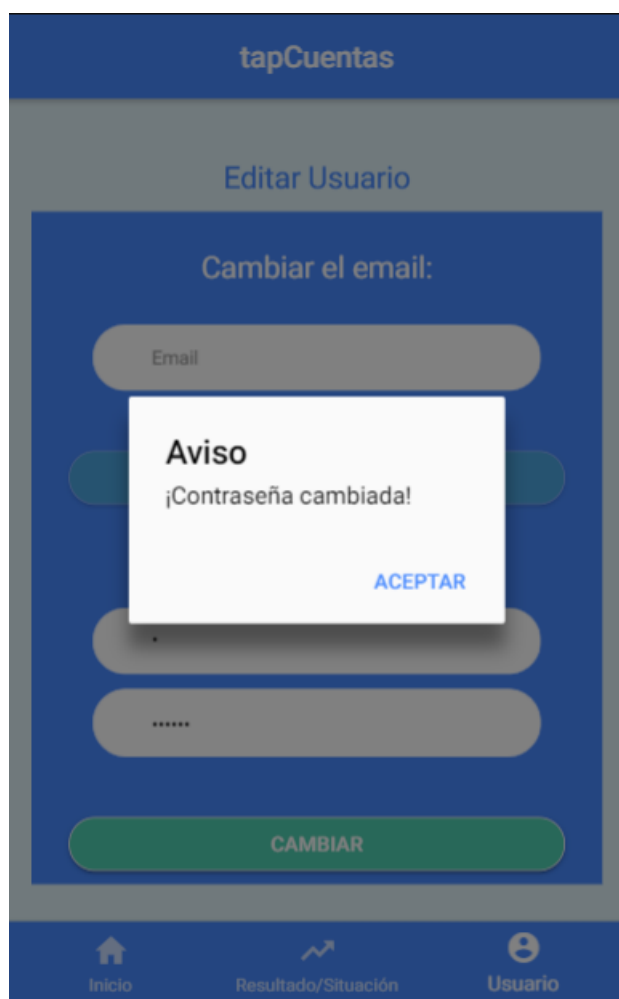 tapCuentas
Editar Usuario
Cambiar el email:
Email
Aviso
¡Contraseña cambiada!
ACEPTAR
•
••••••
CAMBIAR
Inicio
Resultado/Situación
Usuario